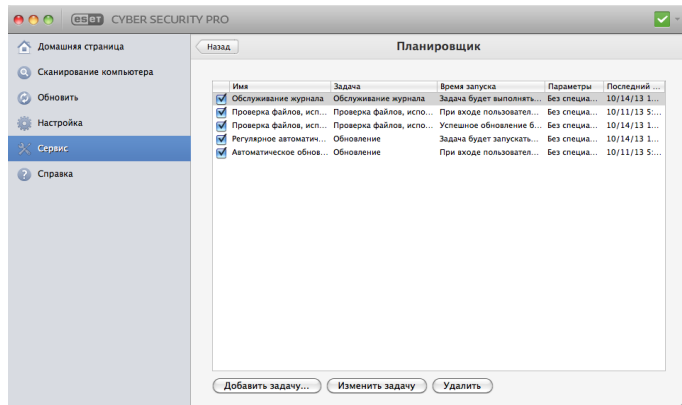 eseT CYBER SECURITY PRO
Домашняя страница
Сканирование компьютера
Обновить
Настройка
Сервис
Справка
Назад
Планировщик
Имя Задача Время запуска Параметры Последний ...
Обслуживание журнала Обслуживание журнала Задача будет выполнять... Без специа... 10/14/13 1...
Проверка файлов, исп... Проверка файлов, испо... При входе пользовател... Без специа... 10/11/13 5:...
Проверка файлов, исп... Проверка файлов, испо... Успешное обновление б... Без специа... 10/14/13 1...
Регулярное автоматич... Обновление Задача будет запускать... Без специа... 10/14/13 1...
Автоматическое обнов... Обновление При входе пользовател... Без специа... 10/11/13 5:...
Добавить задачу... Изменить задачу Удалить